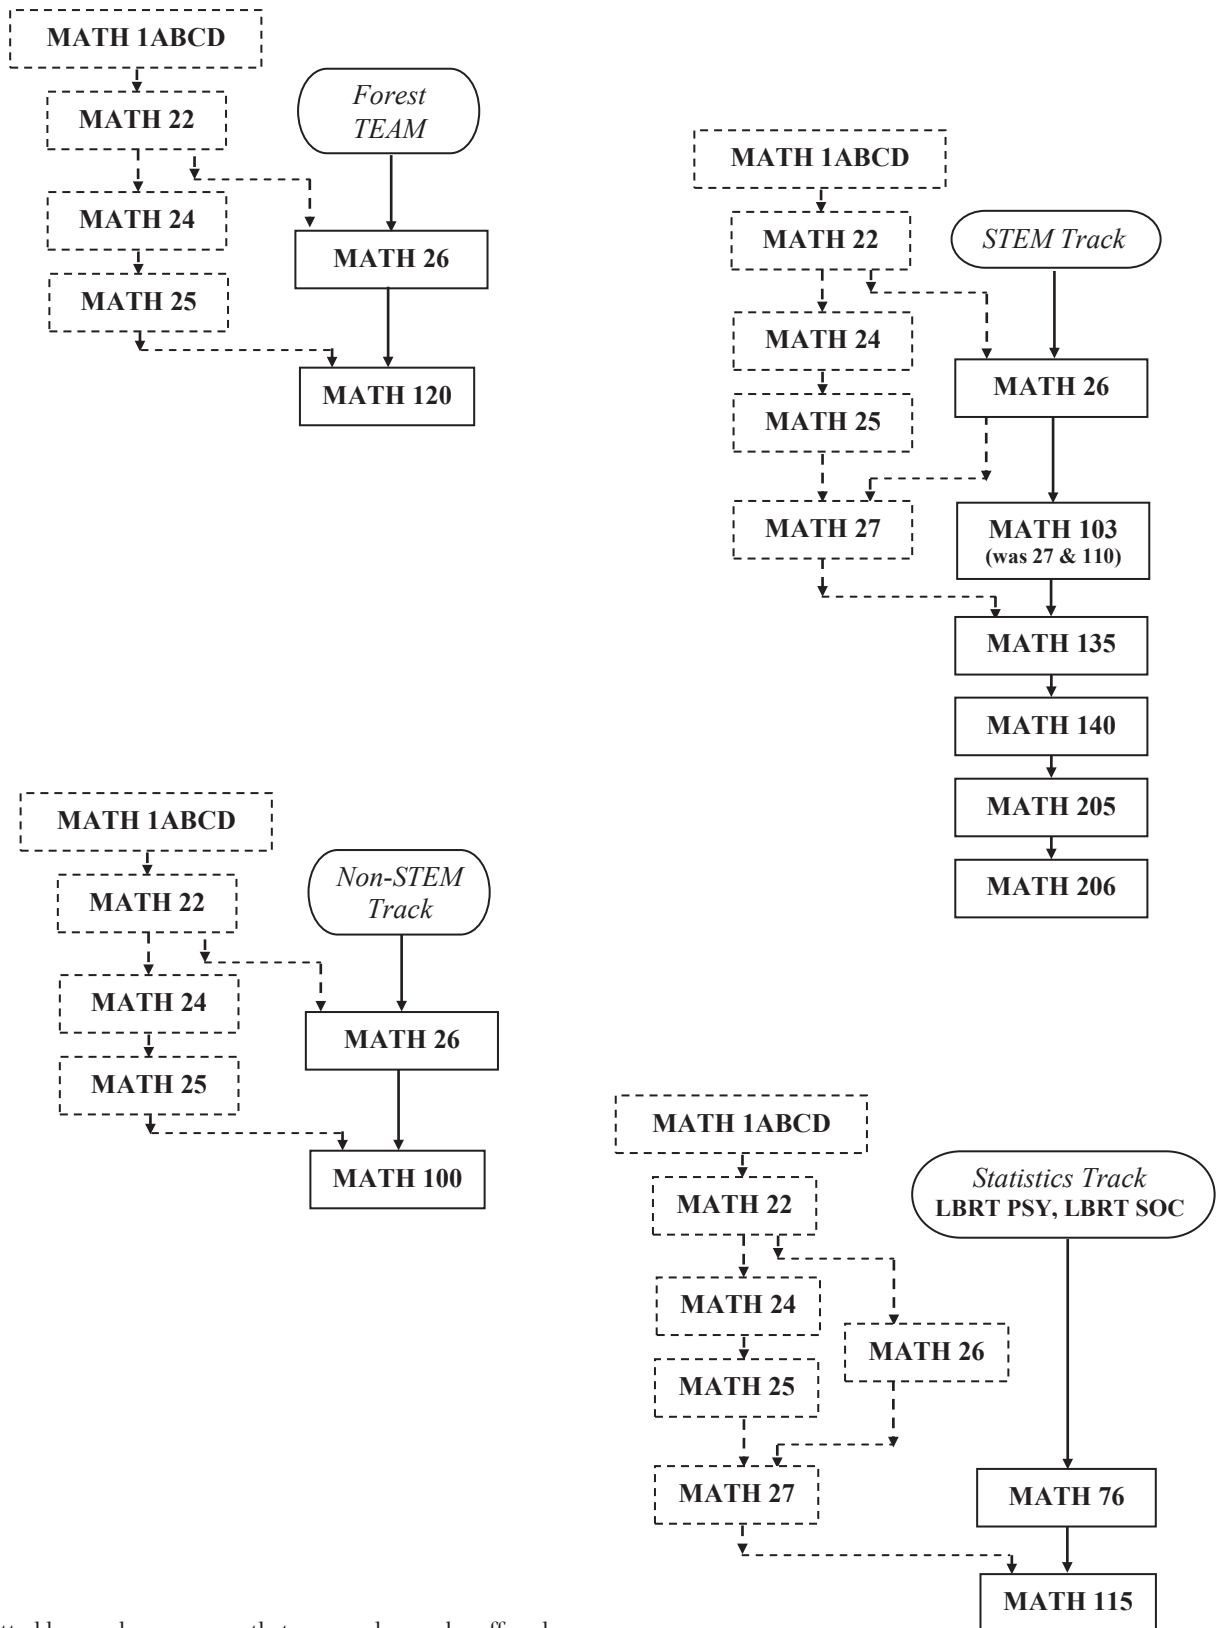 MATH 1ABCD
MATH 22
Forest
TEAM
MATH 24
MATH 26
MATH 25
MATH 120
MATH 1ABCD
MATH 22
STEM Track
MATH 24
MATH 26
MATH 25
MATH 27
MATH 103
(was 27 & 110)
MATH 135
MATH 140
MATH 205
MATH 206
MATH 1ABCD
MATH 22
Non-STEM
Track
MATH 24
MATH 26
MATH 25
MATH 100
MATH 1ABCD
MATH 22
Statistics Track
LBRT PSY, LBRT SOC
MATH 24
MATH 26
MATH 25
MATH 27
MATH 76
MATH 115